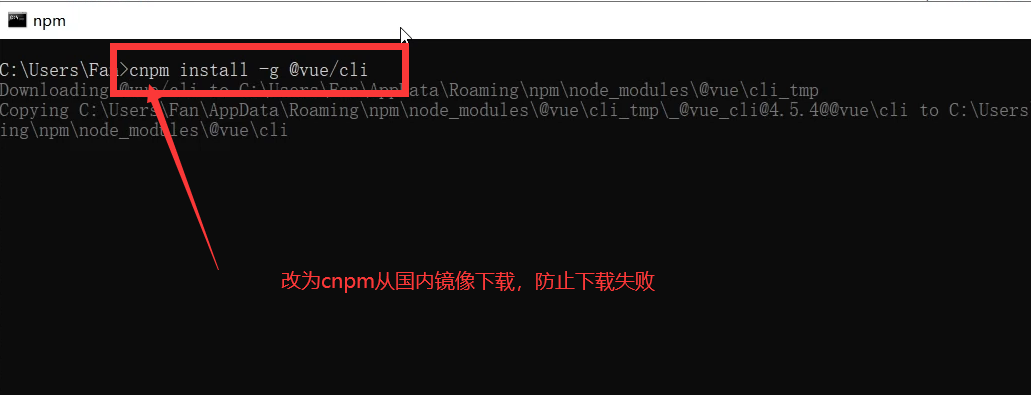 npm
C:\Users\Fan>cnpm install -g @vue/cli
Downloading @vue/cli to C:\Users\Fan\AppData\Roaming\npm\node_modules\@vue\cli_tmp
Copying C:\Users\Fan\AppData\Roaming\npm\node_modules\@vue\cli_tmp\_@vue_cli@4.5.4@@vue\cli to C:\Users
ing\npm\node_modules\@vue\cli
改为cnpm从国内镜像下载，防止下载失败